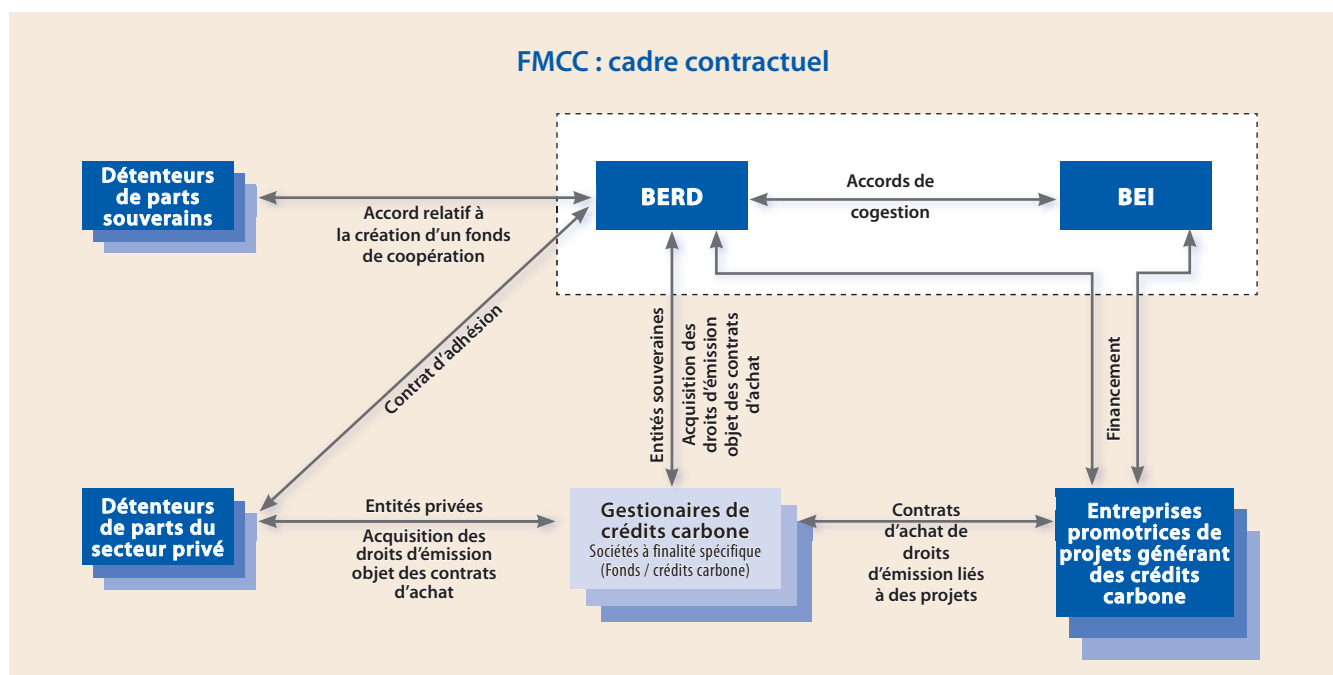 FMCC : cadre contractuel
Détenteurs
de parts
souverains
Accord relatif à
la création d'un fonds
de coopération
BERD
Accords de
cogestion
BEI
Contrat d'adhésion
Entités souveraines
Acquisition des
droits d'émission
objet des contrats
d'achat
Financement
Détenteurs
de parts du
secteur privé
Entités privées
Acquisition des
droits d'émission
objet des contrats
d'achat
Gestionaires de
crédits carbone
Sociétés à finalité spécifique
(Fonds / crédits carbone)
Contrats
d'achat de
droits
d'émission liés
à des projets
Entreprises
promotrices de
projets générant
des crédits
carbone